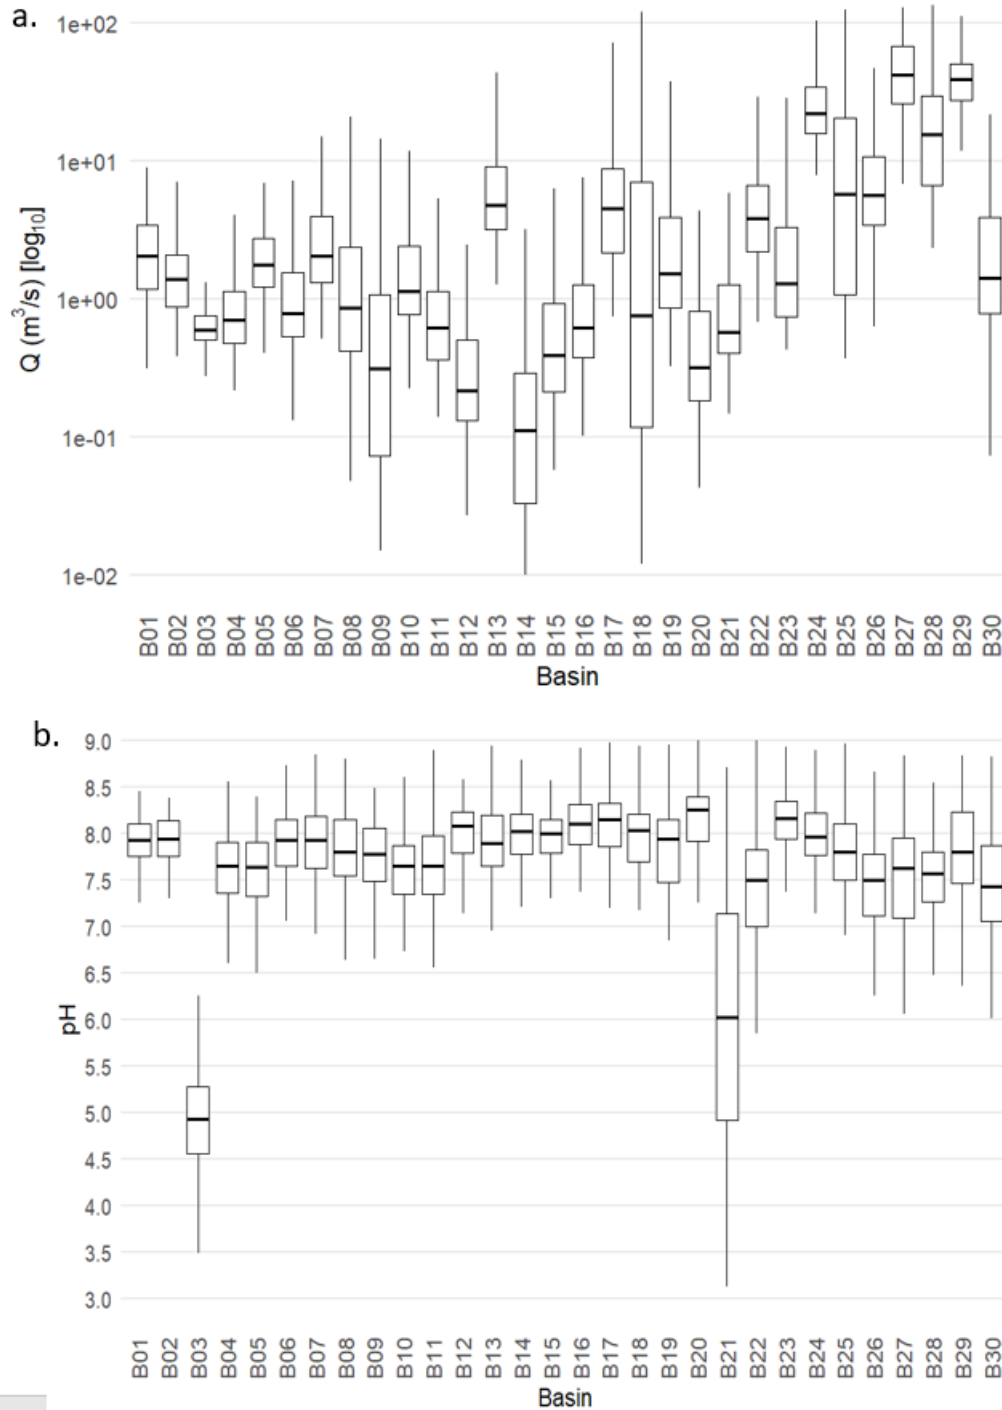 a.
1e+02
1e+01
1e+00
1e-01
1e-02
Q (m³/s) [log₁₀]
B01 B02 B03 B04 B05 B06 B07 B08 B09 B10 B11 B12 B13 B14 B15 B16 B17 B18 B19 B20 B21 B22 B23 B24 B25 B26 B27 B28 B29 B30
Basin
b.
9.0
8.5
8.0
7.5
7.0
6.5
6.0
5.5
5.0
4.5
4.0
3.5
3.0
pH
B01 B02 B03 B04 B05 B06 B07 B08 B09 B10 B11 B12 B13 B14 B15 B16 B17 B18 B19 B20 B21 B22 B23 B24 B25 B26 B27 B28 B29 B30
Basin